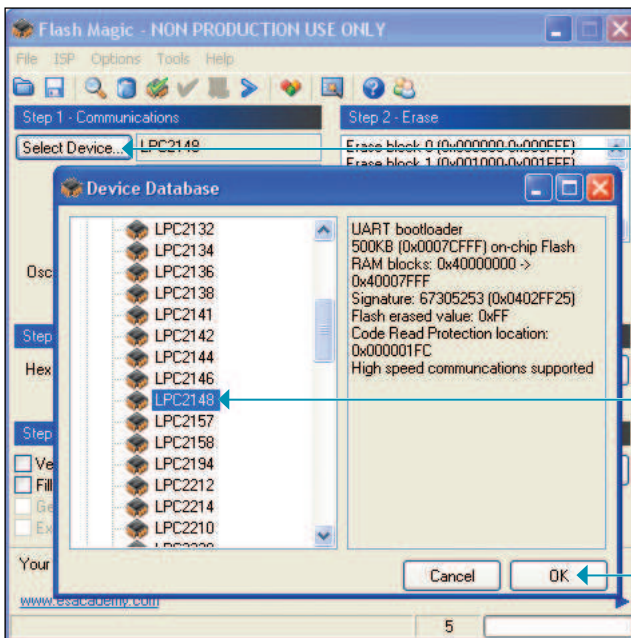 Flash Magic - NON PRODUCTION USE ONLY
File ISP Options Tools Help
Step 1 - Communications
Step 2 - Erase
Select Device...
LPC2148
Erase block 0 (0x000000-0x000FFF)
Erase block 1 (0x001000-0x001FFF)
Device Database
LPC2132
LPC2134
LPC2136
LPC2138
LPC2141
LPC2142
LPC2144
LPC2146
LPC2148
LPC2157
LPC2158
LPC2194
LPC2212
LPC2214
LPC2210
UART bootloader
500KB (0x0007CFFF) on-chip Flash
RAM blocks: 0x40000000 ->
0x40007FFF
Signature: 67305253 (0x0402FF25)
Flash erased value: 0xFF
Code Read Protection location:
0x000001FC
High speed communcations supported
Osc
Step
Hex
Step
Ve
Fill
Ge
Ex
Your
Cancel
OK
www.esacademy.com
5